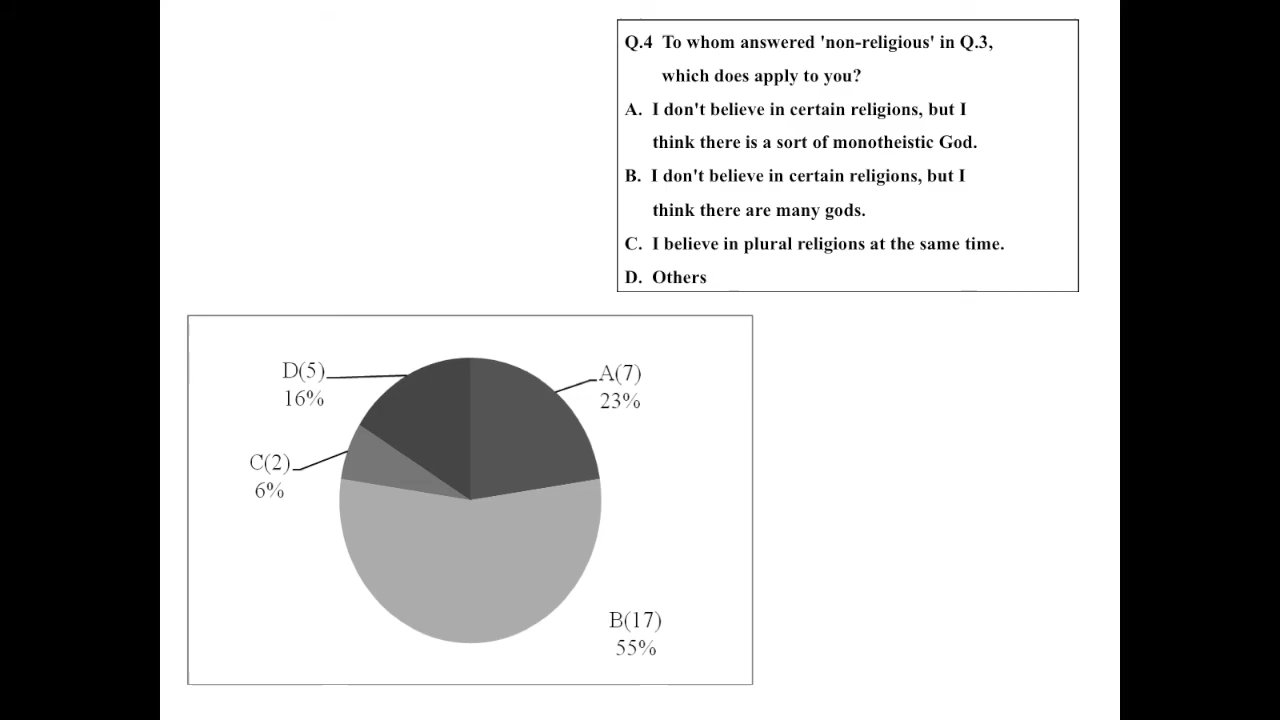 Q.4 To whom answered 'non-religious' in Q.3,
which does apply to you?
A. I don't believe in certain religions, but I
think there is a sort of monotheistic God.
B. I don't believe in certain religions, but I
think there are many gods.
C. I believe in plural religions at the same time.
D. Others
D(5)
16%
A(7)
23%
C(2)
6%
B(17)
55%